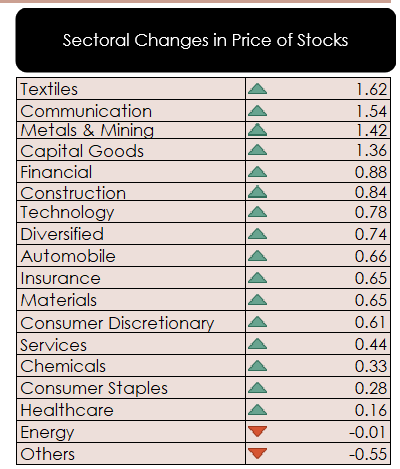 Sectoral Changes in Price of Stocks
Textiles 1.62
Communication 1.54
Metals & Mining 1.42
Capital Goods 1.36
Financial 0.88
Construction 0.84
Technology 0.78
Diversified 0.74
Automobile 0.66
Insurance 0.65
Materials 0.65
Consumer Discretionary 0.61
Services 0.44
Chemicals 0.33
Consumer Staples 0.28
Healthcare 0.16
Energy -0.01
Others -0.55